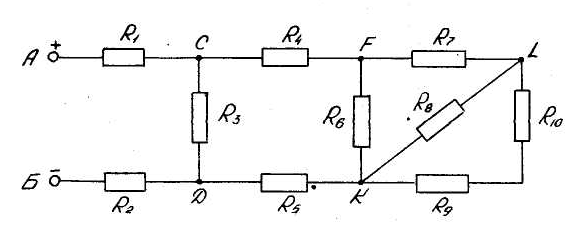 R1 C R4 F R7 L
A + R3 R6 R8 R10
Б − R2 D R5 K R9